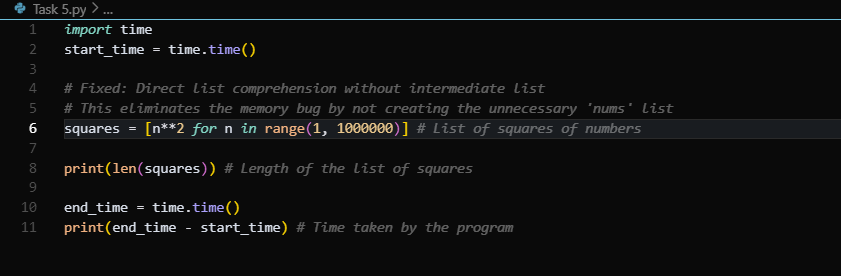 Task 5.py > ...
1 import time
2 start_time = time.time()
3
4 # Fixed: Direct list comprehension without intermediate list
5 # This eliminates the memory bug by not creating the unnecessary 'nums' list
6 squares = [n**2 for n in range(1, 1000000)] # List of squares of numbers
7
8 print(len(squares)) # Length of the list of squares
9
10 end_time = time.time()
11 print(end_time - start_time) # Time taken by the program